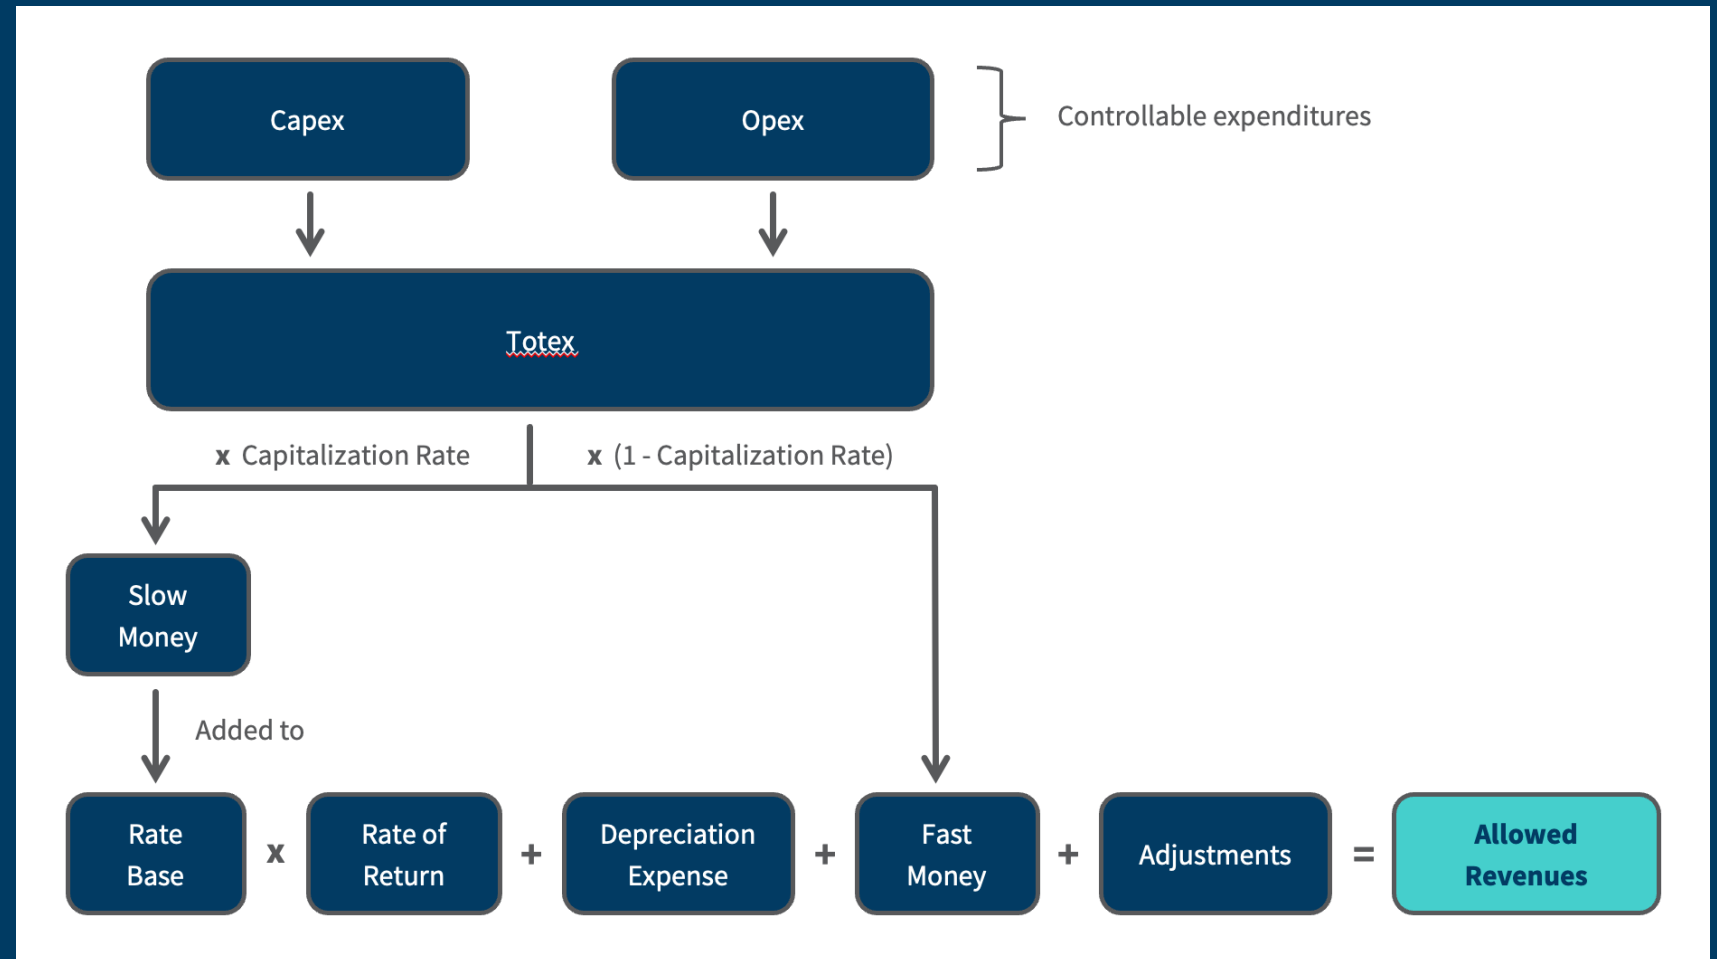 Capex
Opex
Controllable expenditures
Totex
x Capitalization Rate
x (1 - Capitalization Rate)
Slow
Money
Added to
Rate
Base
x
Rate of
Return
+
Depreciation
Expense
+
Fast
Money
+
Adjustments
=
Allowed
Revenues